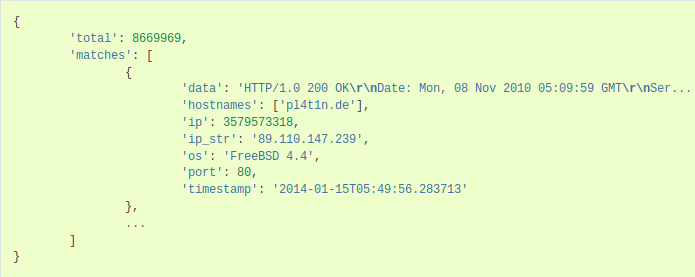 {
        'total': 8669969,
        'matches': [
                {
                        'data': 'HTTP/1.0 200 OK\r\nDate: Mon, 08 Nov 2010 05:09:59 GMT\r\nSer...
                        'hostnames': ['pl4t1n.de'],
                        'ip': 3579573318,
                        'ip_str': '89.110.147.239',
                        'os': 'FreeBSD 4.4',
                        'port': 80,
                        'timestamp': '2014-01-15T05:49:56.283713'
                },
                ...
        ]
}